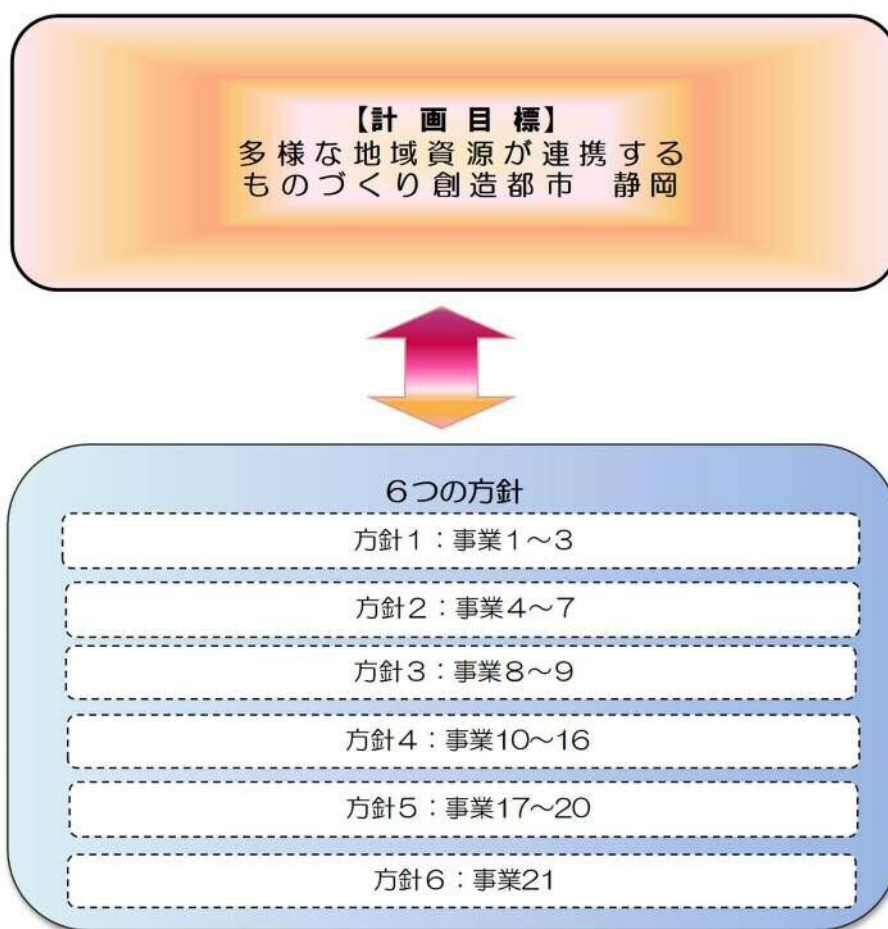 【計画目標】
多様な地域資源が連携する
ものづくり創造都市　静岡
６つの方針
方針１：事業１～３
方針２：事業４～７
方針３：事業８～９
方針４：事業10～16
方針５：事業17～20
方針６：事業21